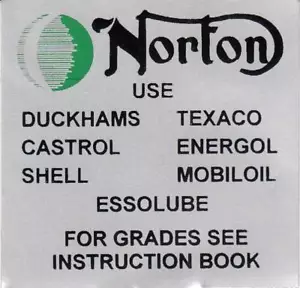 Norton
USE
DUCKHAMS TEXACO
CASTROL ENERGOL
SHELL MOBILOIL
ESSOLUBE
FOR GRADES SEE
INSTRUCTION BOOK